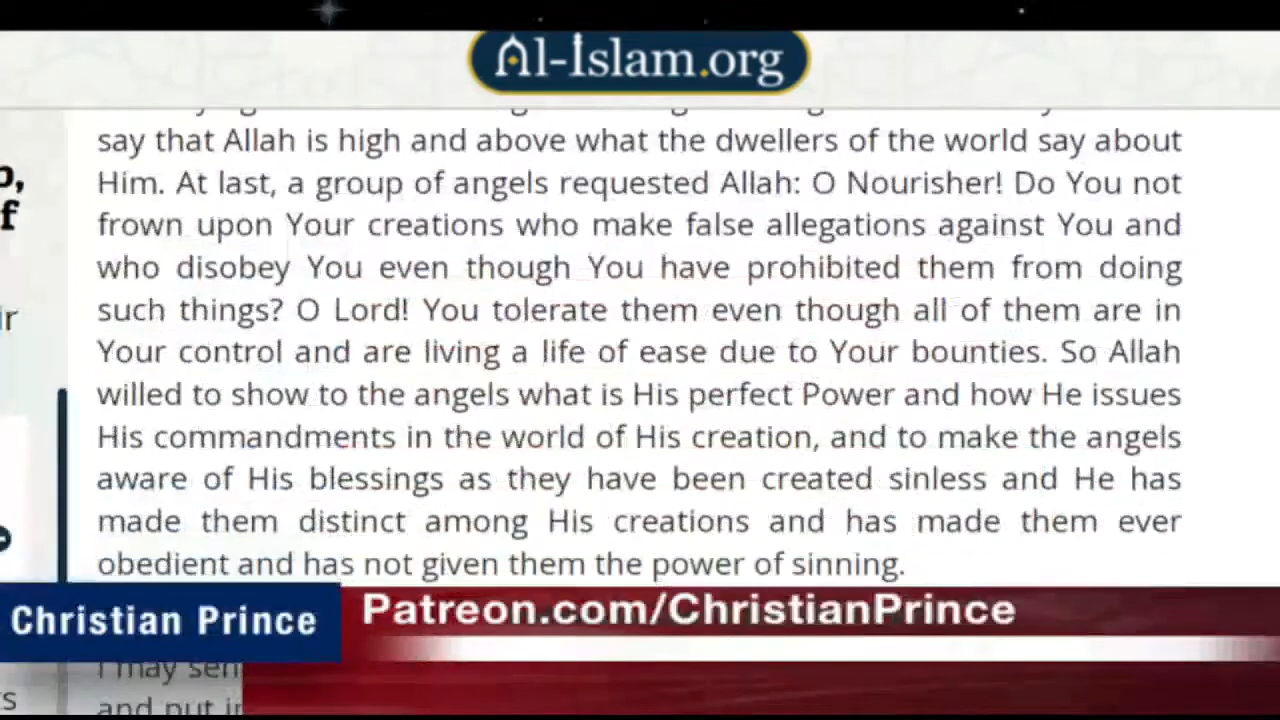 Al-Islam.org
say that Allah is high and above what the dwellers of the world say about
Him. At last, a group of angels requested Allah: O Nourisher! Do You not
frown upon Your creations who make false allegations against You and
who disobey You even though You have prohibited them from doing
such things? O Lord! You tolerate them even though all of them are in
Your control and are living a life of ease due to Your bounties. So Allah
willed to show to the angels what is His perfect Power and how He issues
His commandments in the world of His creation, and to make the angels
aware of His blessings as they have been created sinless and He has
made them distinct among His creations and has made them ever
obedient and has not given them the power of sinning.
Christian Prince
Patreon.com/ChristianPrince
I may
and put